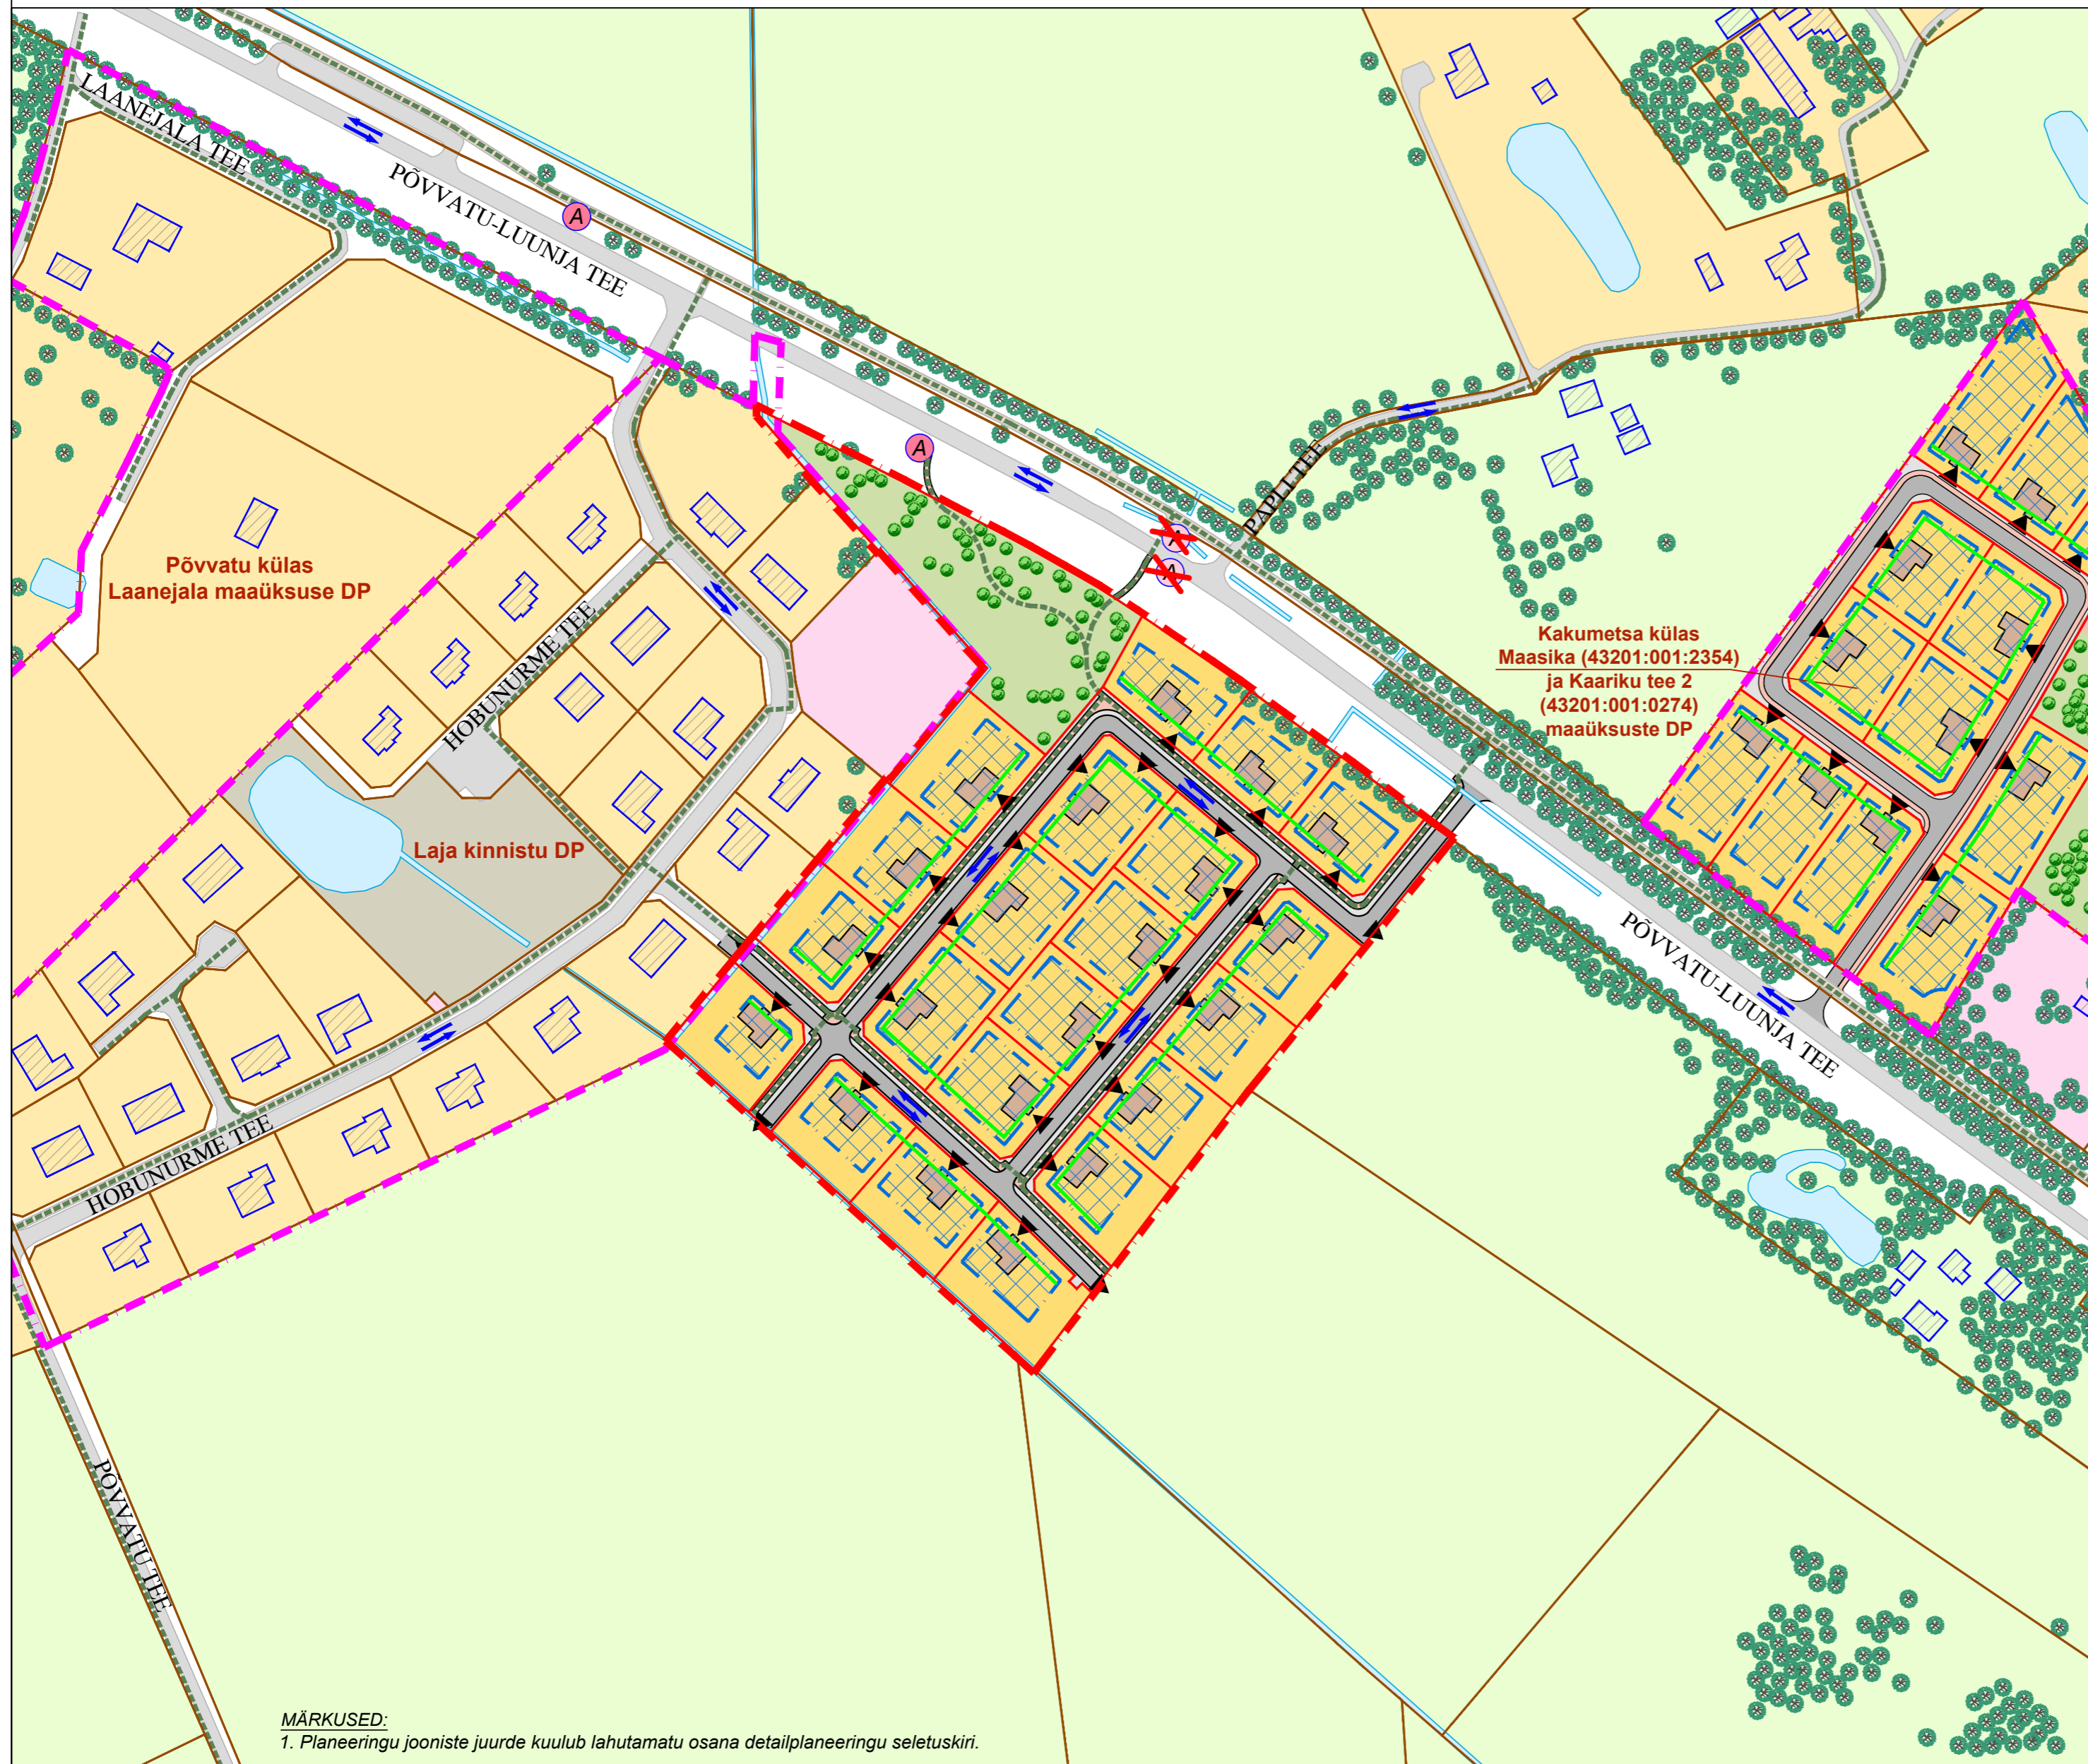 LAANEJALA TEE
PÕVVATU-LUUNJA TEE
A
A
PAPLI TEE
A
A
Põvvatu külas
Laanejala maaüksuse DP
HOBUNURME TEE
Kakumetsa külas
Maasika (43201:001:2354)
ja Kaariku tee 2
(43201:001:0274)
maaüksuste DP
Laja kinnistu DP
PÕVVATU-LUUNJA TEE
HOBUNURME TEE
PÕVVATU TEE
MÄRKUSED:
1. Planeeringu jooniste juurde kuulub lahutamatu osana detailplaneeringu seletuskiri.